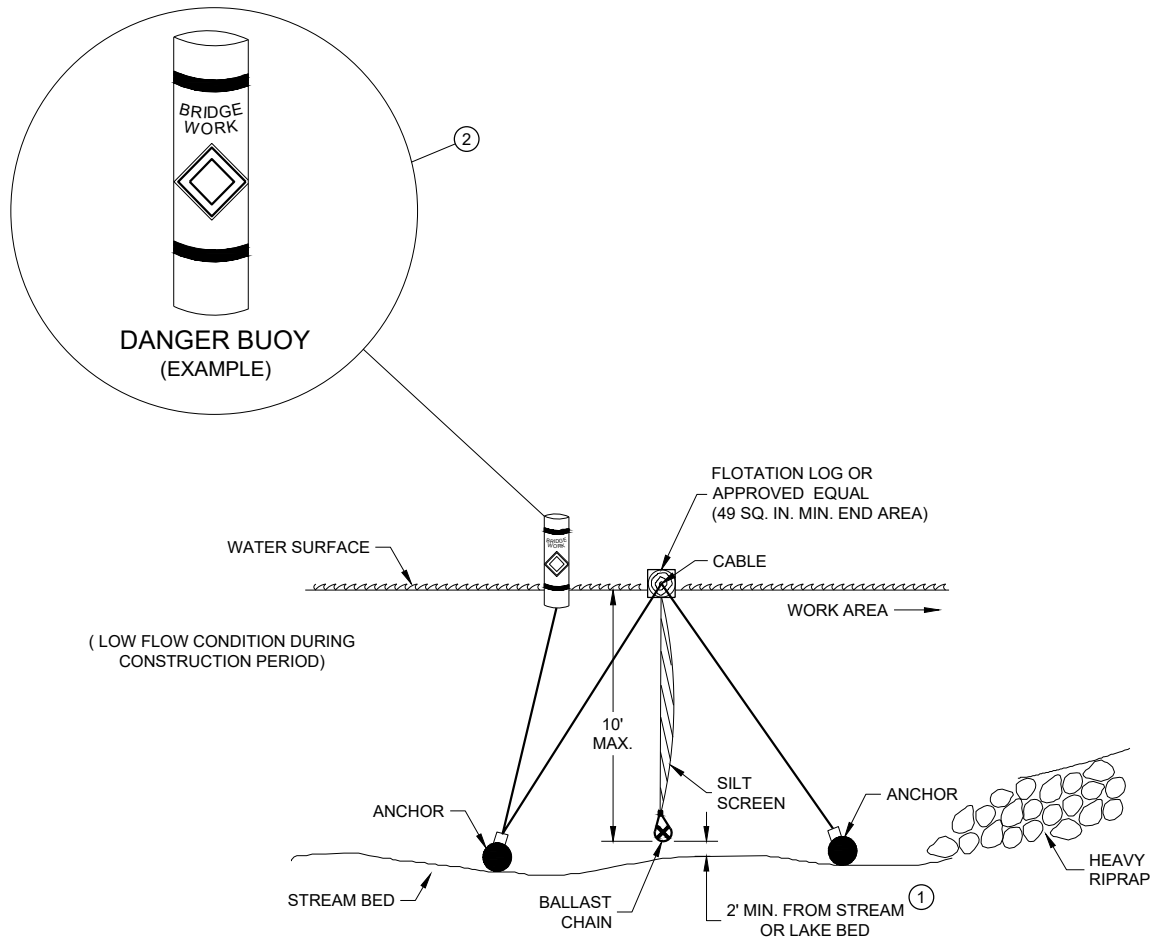 BRIDGE
WORK
2
DANGER BUOY
(EXAMPLE)
FLOTATION LOG OR
APPROVED EQUAL
(49 SQ. IN. MIN. END AREA)
BRIDGE
WORK
WATER SURFACE
CABLE
WORK AREA
( LOW FLOW CONDITION DURING
CONSTRUCTION PERIOD)
10'
MAX.
SILT
SCREEN
ANCHOR
ANCHOR
HEAVY
RIPRAP
STREAM BED
BALLAST
CHAIN
2' MIN. FROM STREAM
OR LAKE BED
1